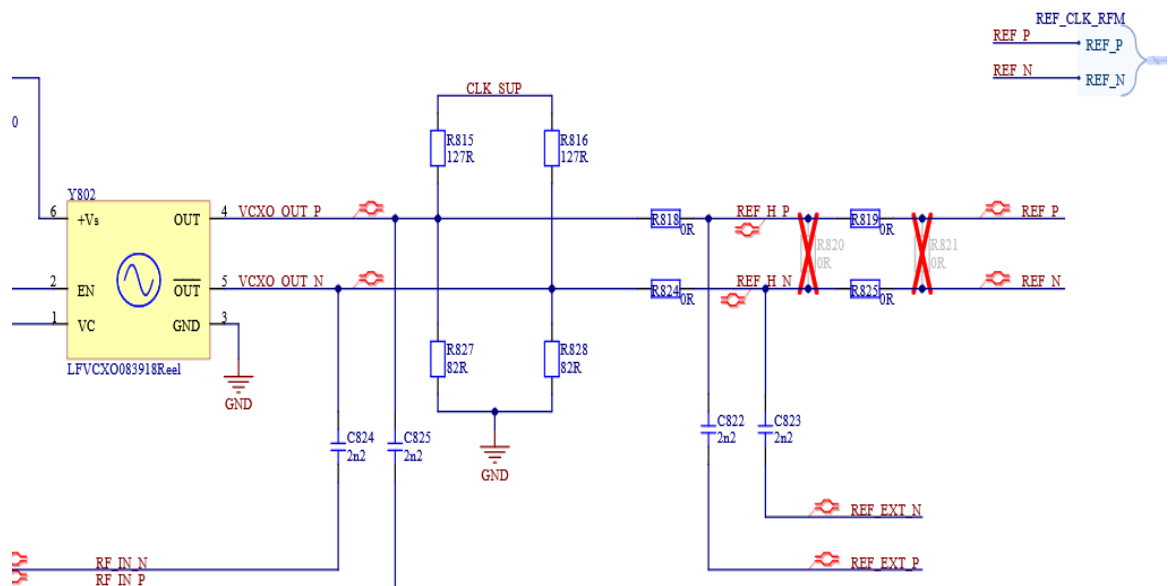 REF_CLK_RFM
REF_P
REF_P
REF_N
REF_N
CLK_SUP
0
R815
127R
R816
127R
Y802
6
+Vs
OUT
4
VCXO_OUT_P
R818
0R
REF_H_P
R820
0R
R819
0R
R821
0R
REF_P
2
EN
OUT
5
VCXO_OUT_N
R824
0R
REF_H_N
R825
0R
REF_N
1
VC
GND
3
LFVCXO083918Reel
GND
R827
82R
R828
82R
C824
2n2
C825
2n2
GND
C822
2n2
C823
2n2
REF_EXT_N
RF_IN_N
REF_EXT_P
RF_IN_P